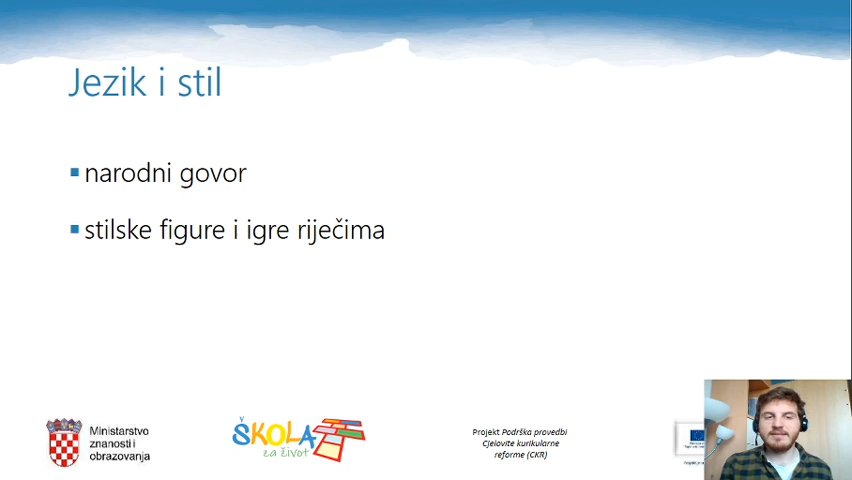 Jezik i stil
narodni govor
stilske figure i igre riječima
Ministarstvo
znanosti i
obrazovanja
ŠKOLA
za život
Projekt Podrška provedbi
Cjelovite kurikularne
reforme (CKR)